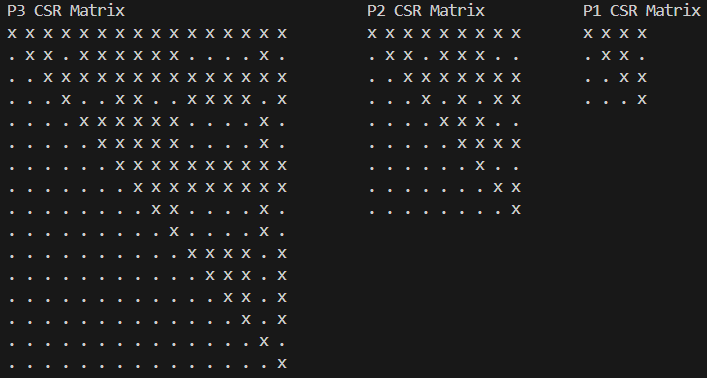 P3 CSR Matrix P2 CSR Matrix P1 CSR Matrix
x x x x x x x x x x x x x x x x x x x x x x x x x x x x x
. x x . x x x x x x . . . . x . . x x . x x x . . . x x .
. . x x x x x x x x x x x x x x . . x x x x x x x . . x x
. . . x . . x x . . x x x x . x . . . x . x . x x . . . x
. . . . x x x x x x . . . . x . . . . . x x x . .
. . . . . x x x x x . . . . x . . . . . . x x x x
. . . . . . x x x x x x x x x x . . . . . . x . .
. . . . . . . x x x x x x x x x . . . . . . . x x
. . . . . . . . x x . . . . x . . . . . . . . . x
. . . . . . . . . x . . . . x .
. . . . . . . . . . x x x x . x
. . . . . . . . . . . x x x . x
. . . . . . . . . . . . x x . x
. . . . . . . . . . . . . x . x
. . . . . . . . . . . . . . x .
. . . . . . . . . . . . . . . x